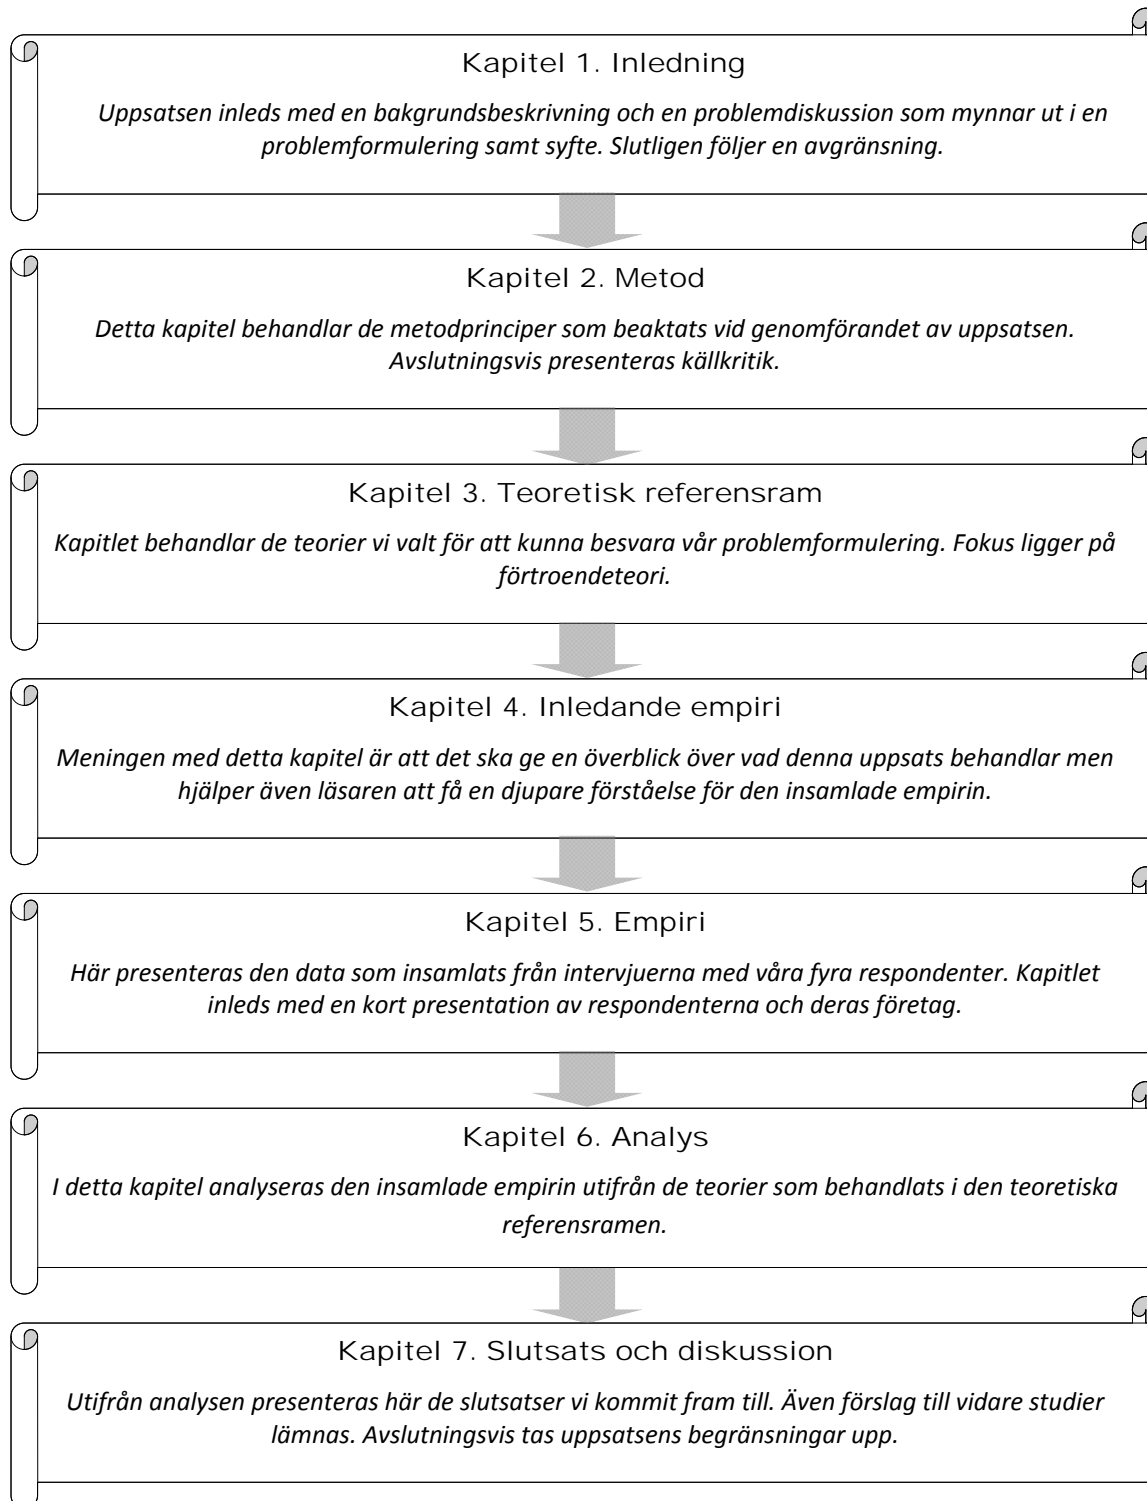 Kapitel 1. Inledning
Uppsatsen inleds med en bakgrundsbeskrivning och en problemdiskussion som mynnar ut i en
problemformulering samt syfte. Slutligen följer en avgränsning.
Kapitel 2. Metod
Detta kapitel behandlar de metodprinciper som beaktats vid genomförandet av uppsatsen.
Avslutningsvis presenteras källkritik.
Kapitel 3. Teoretisk referensram
Kapitlet behandlar de teorier vi valt för att kunna besvara vår problemformulering. Fokus ligger på
förtroendeteori.
Kapitel 4. Inledande empiri
Meningen med detta kapitel är att det ska ge en överblick över vad denna uppsats behandlar men
hjälper även läsaren att få en djupare förståelse för den insamlade empirin.
Kapitel 5. Empiri
Här presenteras den data som insamlats från intervjuerna med våra fyra respondenter. Kapitlet
inleds med en kort presentation av respondenterna och deras företag.
Kapitel 6. Analys
I detta kapitel analyseras den insamlade empirin utifrån de teorier som behandlats i den teoretiska
referensramen.
Kapitel 7. Slutsats och diskussion
Utifrån analysen presenteras här de slutsatser vi kommit fram till. Även förslag till vidare studier
lämnas. Avslutningsvis tas uppsatsens begränsningar upp.